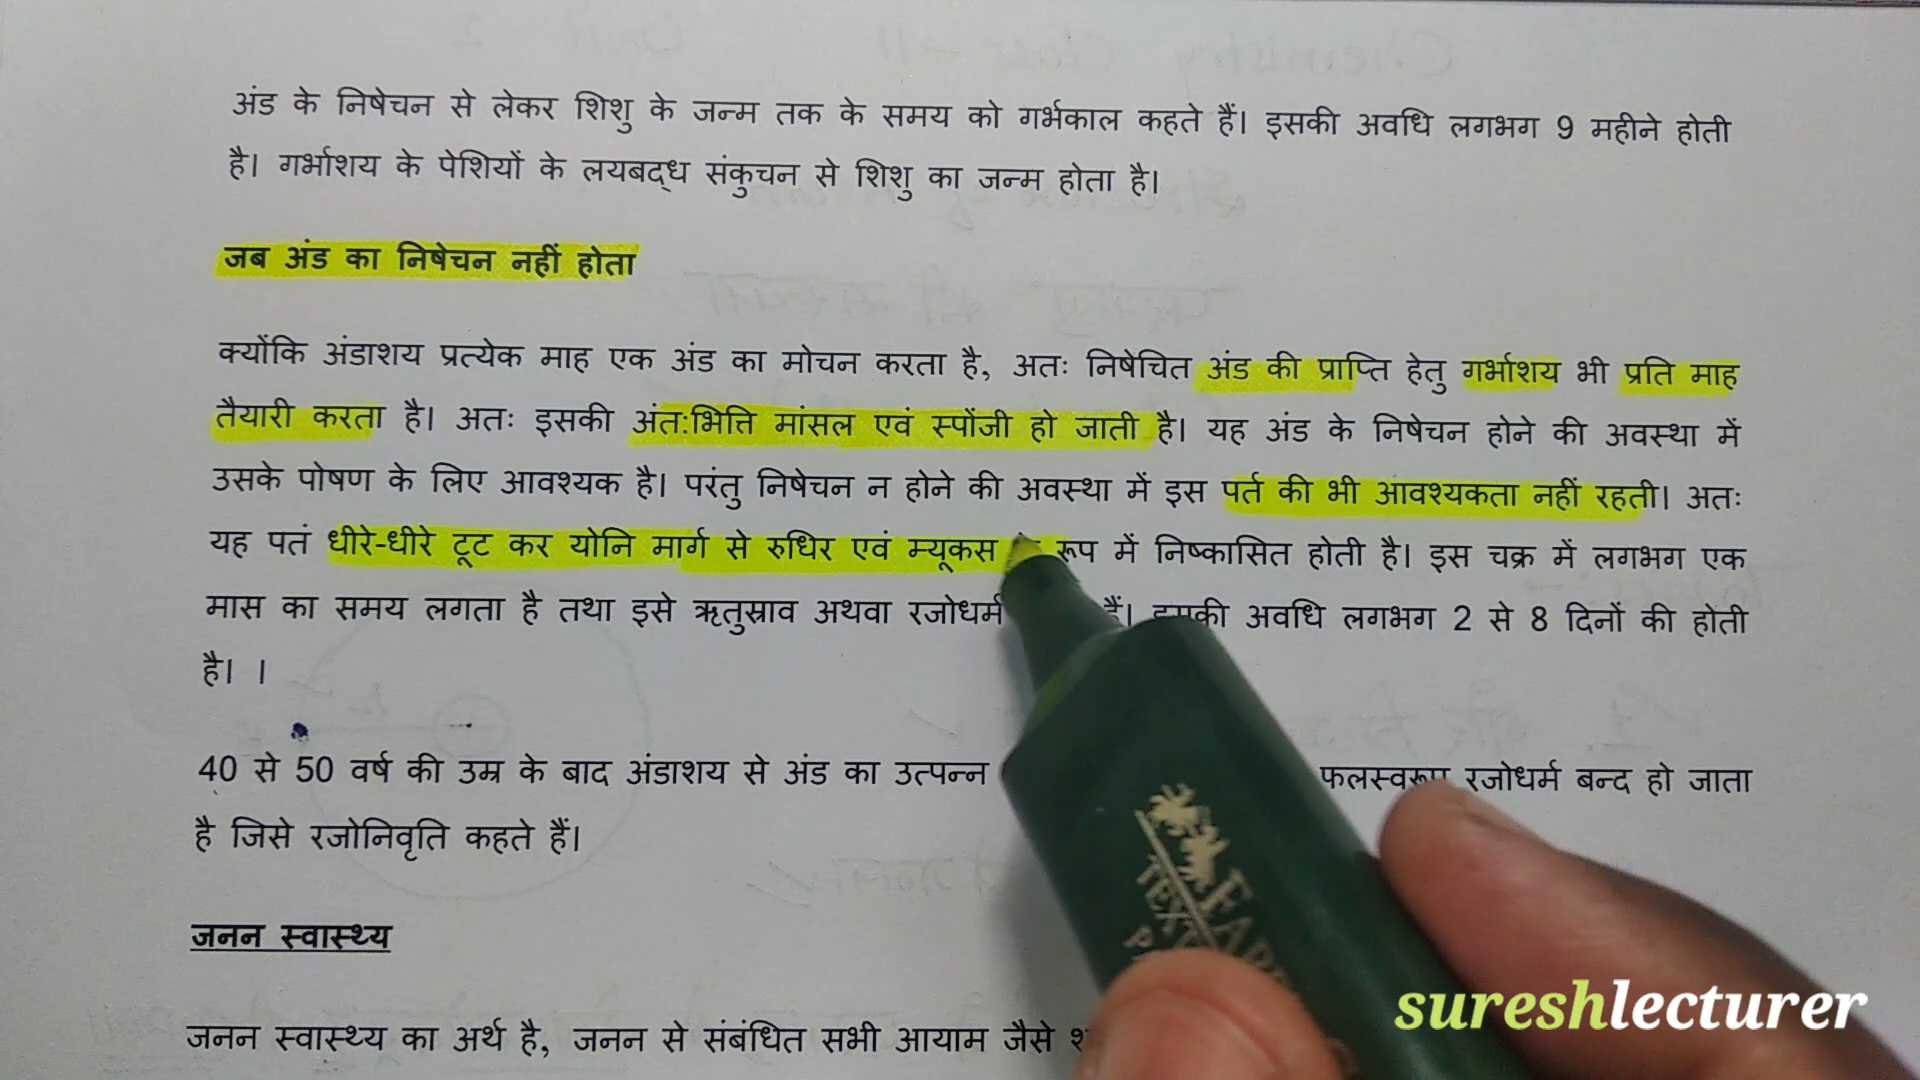 अंड के निषेचन से लेकर शिशु के जन्म तक के समय को गर्भकाल कहते हैं। इसकी अवधि लगभग 9 महीने होती
है। गर्भाशय के पेशियों के लयबद्ध संकुचन से शिशु का जन्म होता है।
जब अंड का निषेचन नहीं होता
क्योंकि अंडाशय प्रत्येक माह एक अंड का मोचन करता है, अतः निषेचित अंड की प्राप्ति हेतु गर्भाशय भी प्रति माह
तैयारी करता है। अतः इसकी अंत:भित्ति मांसल एवं स्पोंजी हो जाती है। यह अंड के निषेचन होने की अवस्था में
उसके पोषण के लिए आवश्यक है। परंतु निषेचन न होने की अवस्था में इस पर्त की भी आवश्यकता नहीं रहती। अतः
यह पतं धीरे-धीरे टूट कर योनि मार्ग से रुधिर एवं म्यूकस रूप में निष्कासित होती है। इस चक्र में लगभग एक
मास का समय लगता है तथा इसे ऋतुस्राव अथवा रजोधर्म हैं। इसकी अवधि लगभग 2 से 8 दिनों की होती
है। ।
40 से 50 वर्ष की उम्र के बाद अंडाशय से अंड का उत्पन्न फलस्वरूप रजोधर्म बन्द हो जाता
है जिसे रजोनिवृति कहते हैं।
जनन स्वास्थ्य
जनन स्वास्थ्य का अर्थ है, जनन से संबंधित सभी आयाम जैसे
sureshlecturer